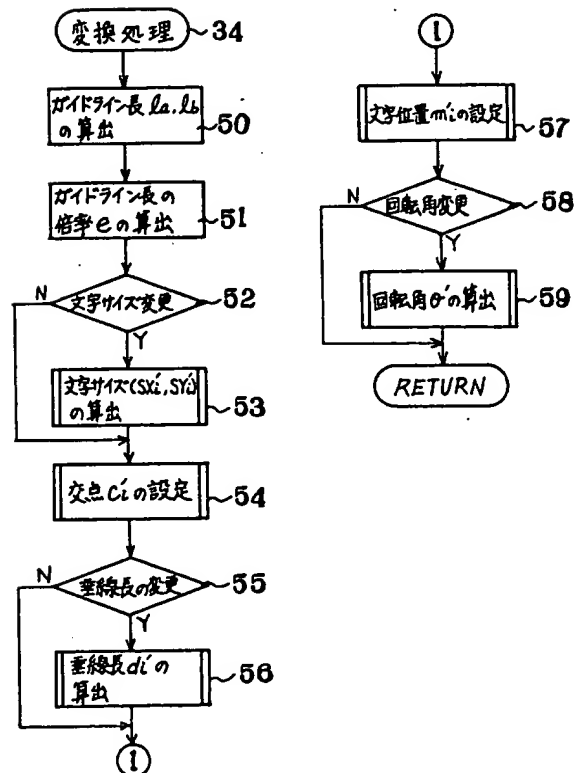 変換処理 34
ガイドライン長 la, lb
の算出 50
ガイドライン長の
倍率eの算出 51
N 文字サイズ変更 52
Y
文字サイズ(SXi', SYi')
の算出 53
交点Ci'の設定 54
N 垂線長の変更 55
Y
垂線長di'の
算出 56
1
1
文字位置m'iの設定 57
N 回転角変更 58
Y
回転角θ'の算出 59
RETURN